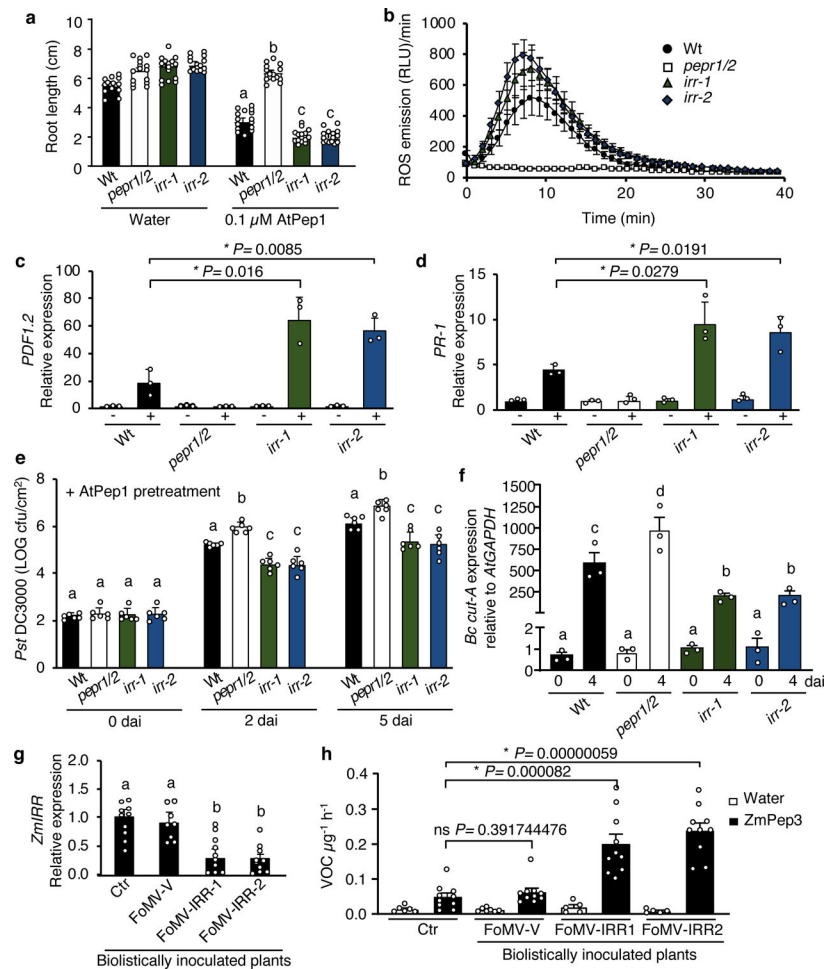 a
Root length (cm)
10
8
6
4
2
0
a
b
c
c
Wt
pepr1/2
irr-1
irr-2
Wt
pepr1/2
irr-1
irr-2
Water
0.1 µM AtPep1
b
ROS emission (RLU)/min
1000
800
600
400
200
0
0
10
20
30
40
Time (min)
Wt
pepr1/2
irr-1
irr-2
c
* P= 0.0085
* P= 0.016
PDF1.2
Relative expression
100
80
60
40
20
0
- + - + - + - +
Wt
pepr1/2
irr-1
irr-2
d
* P= 0.0191
* P= 0.0279
PR-1
Relative expression
15
10
5
0
- + - + - + - +
Wt
pepr1/2
irr-1
irr-2
e
+ AtPep1 pretreatment
Pst DC3000 (LOG cfu/cm²)
8
6
4
2
0
a a a a
a b c c
a b c c
Wt
pepr1/2
irr-1
irr-2
Wt
pepr1/2
irr-1
irr-2
Wt
pepr1/2
irr-1
irr-2
0 dai
2 dai
5 dai
f
Bc cut-A expression
relative to AtGAPDH
1500
1250
1000
750
500
250
2
1
0
a c a d a b a b
0 4 0 4 0 4 0 4 dai
Wt
pepr1/2
irr-1
irr-2
g
ZmIRR
Relative expression
2.0
1.5
1.0
0.5
0.0
a a b b
Ctr
FoMV-V
FoMV-IRR-1
FoMV-IRR-2
Biolistically inoculated plants
h
* P= 0.00000059
* P= 0.000082
ns P= 0.391744476
Water
ZmPep3
VOC µg⁻¹ h⁻¹
0.4
0.3
0.2
0.1
0.0
Ctr
FoMV-V
FoMV-IRR1
FoMV-IRR2
Biolistically inoculated plants